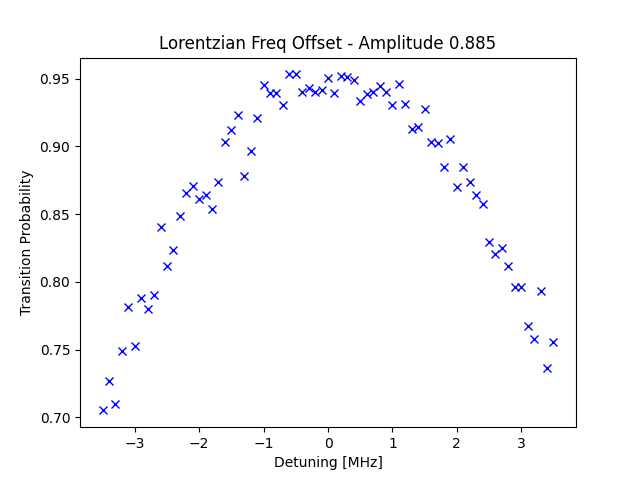 Lorentzian Freq Offset - Amplitude 0.885
Transition Probability
0.95
0.90
0.85
0.80
0.75
0.70
−3 −2 −1 0 1 2 3
Detuning [MHz]